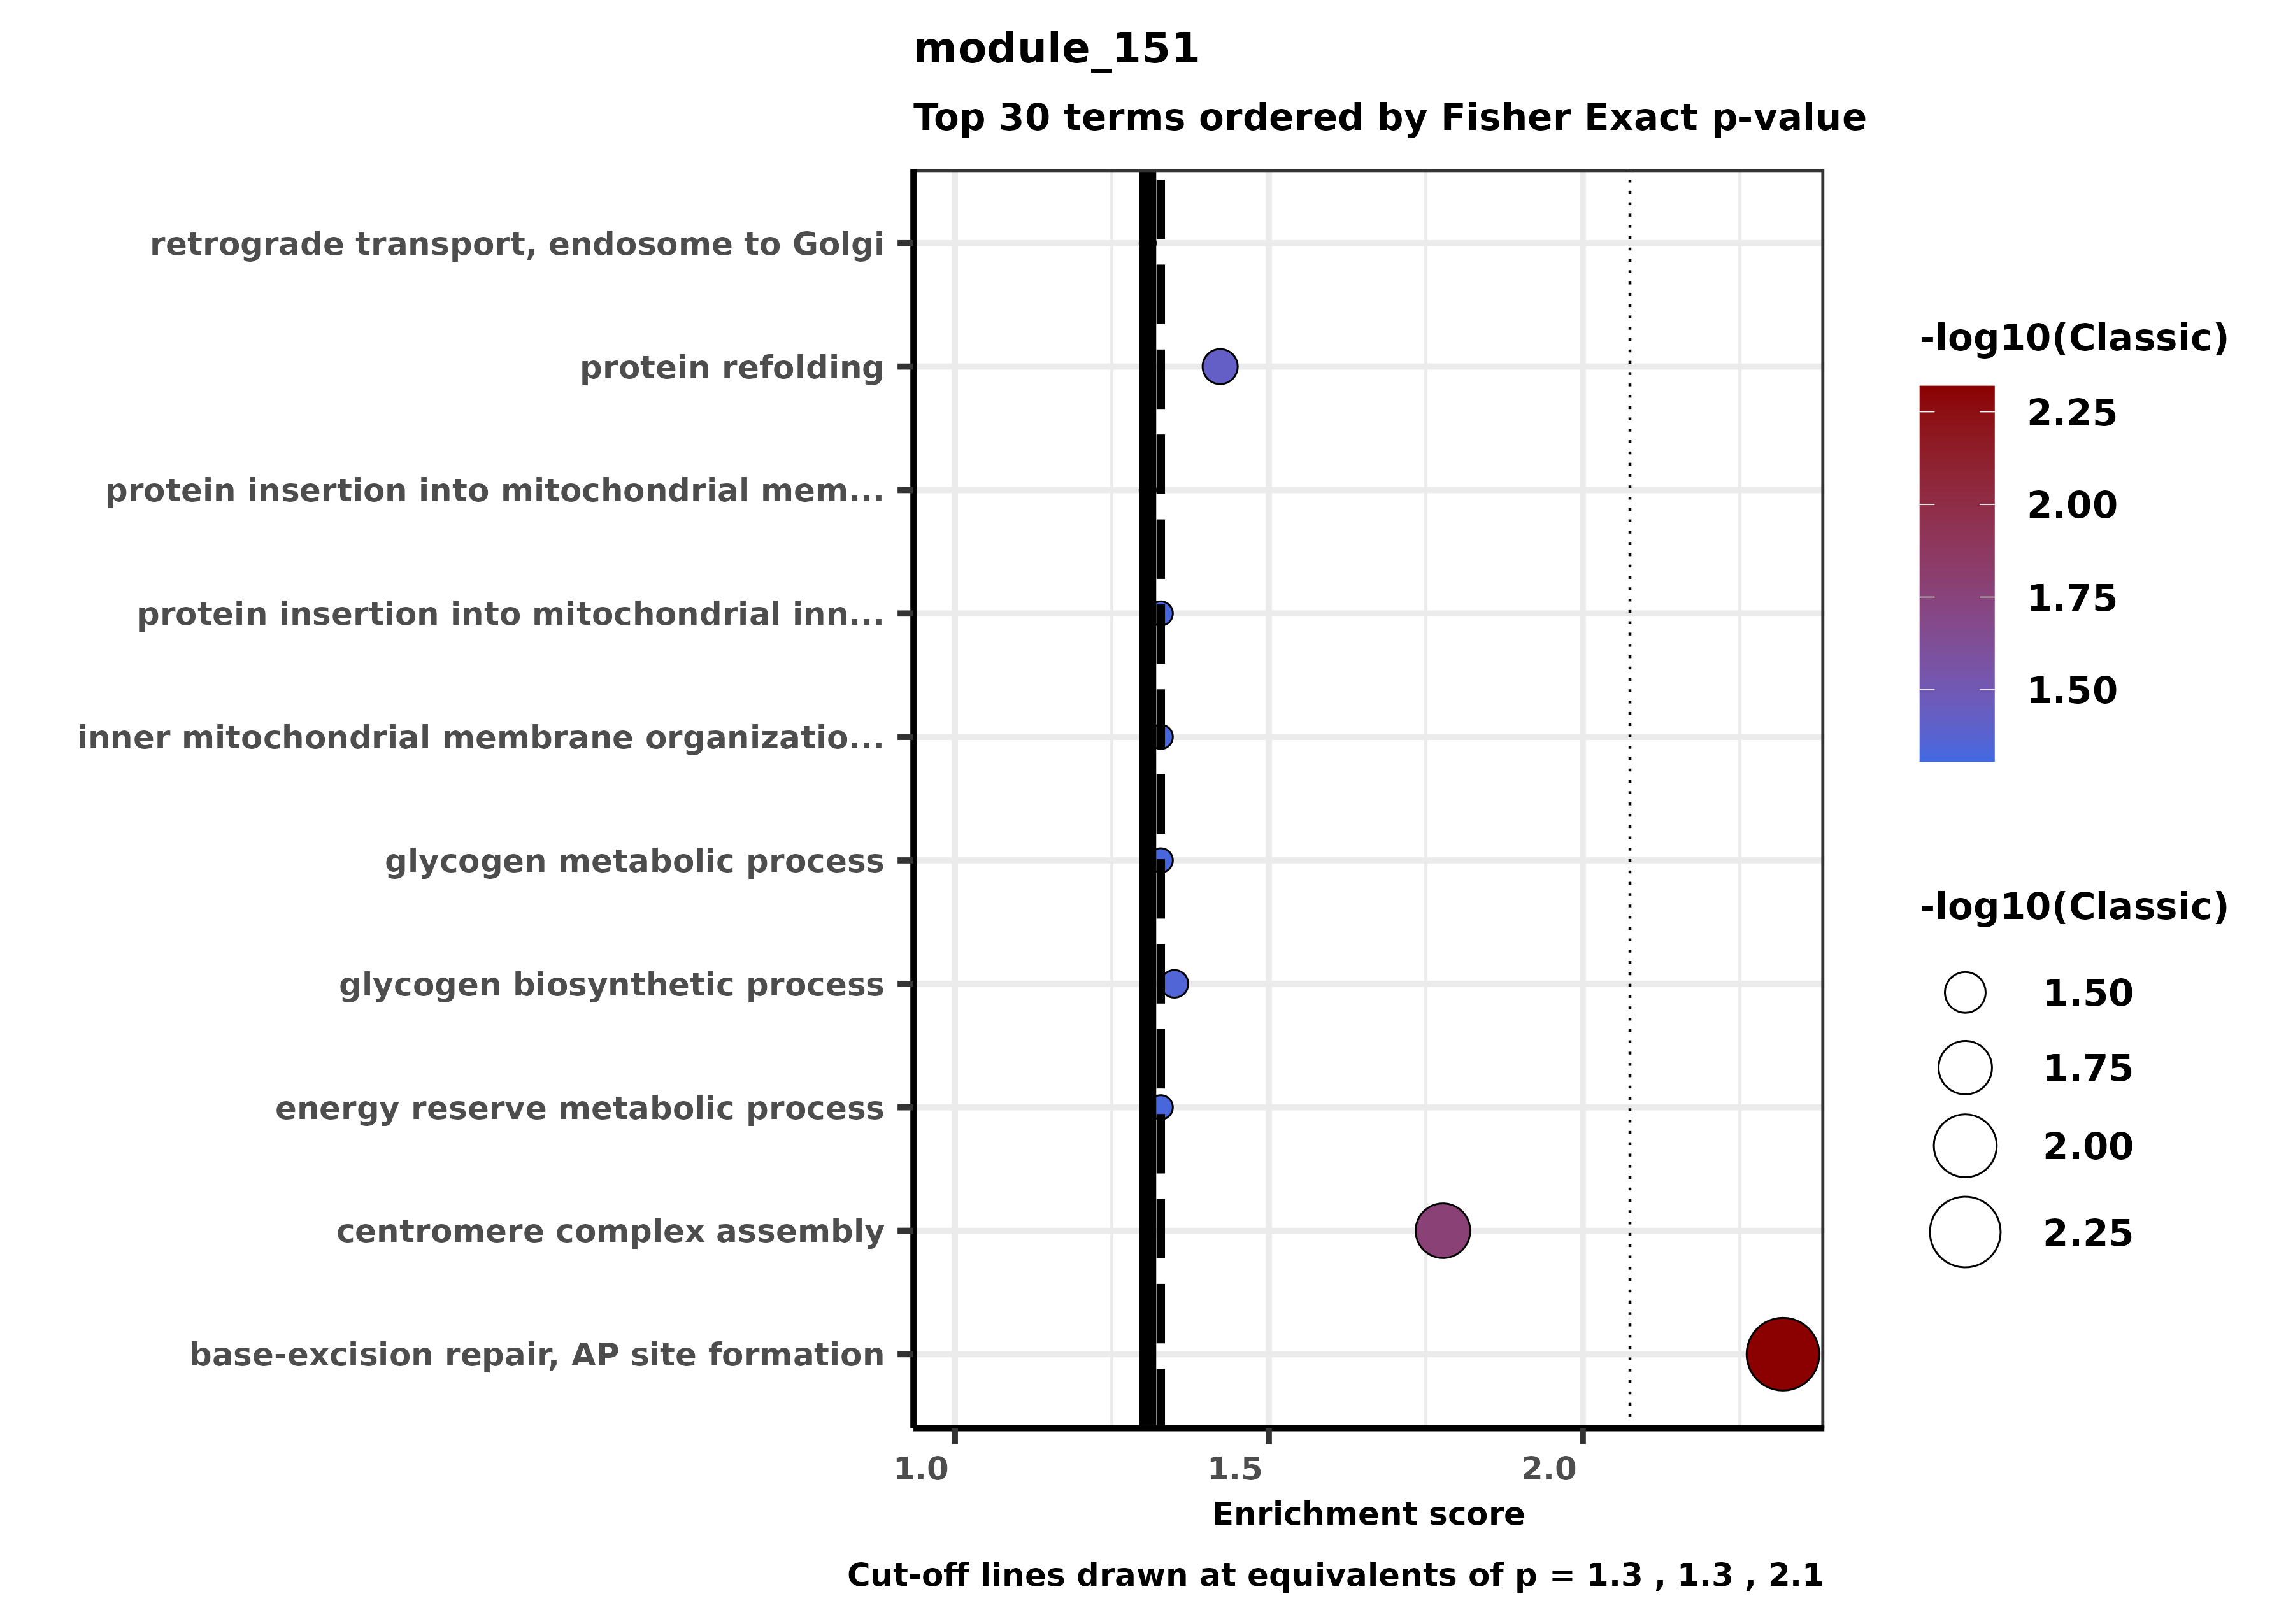 module_151
Top 30 terms ordered by Fisher Exact p-value
retrograde transport, endosome to Golgi
protein refolding
protein insertion into mitochondrial mem...
protein insertion into mitochondrial inn...
inner mitochondrial membrane organizatio...
glycogen metabolic process
glycogen biosynthetic process
energy reserve metabolic process
centromere complex assembly
base-excision repair, AP site formation
1.0 1.5 2.0
Enrichment score
Cut-off lines drawn at equivalents of p = 1.3 , 1.3 , 2.1
-log10(Classic)
2.25
2.00
1.75
1.50
-log10(Classic)
1.50
1.75
2.00
2.25